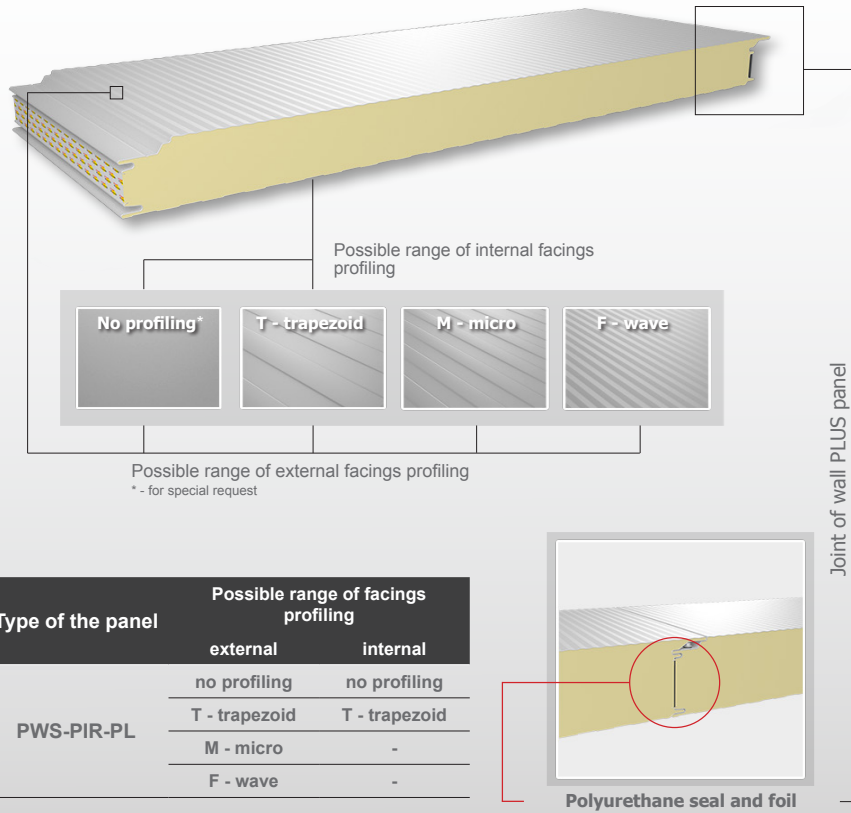 Possible range of internal facings
profiling
No profiling*
T - trapezoid
M - micro
F - wave
Possible range of external facings profiling
* - for special request
Joint of wall PLUS panel
Type of the panel
Possible range of facings
profiling
external internal
no profiling no profiling
T - trapezoid T - trapezoid
PWS-PIR-PL
M - micro -
F - wave -
Polyurethane seal and foil